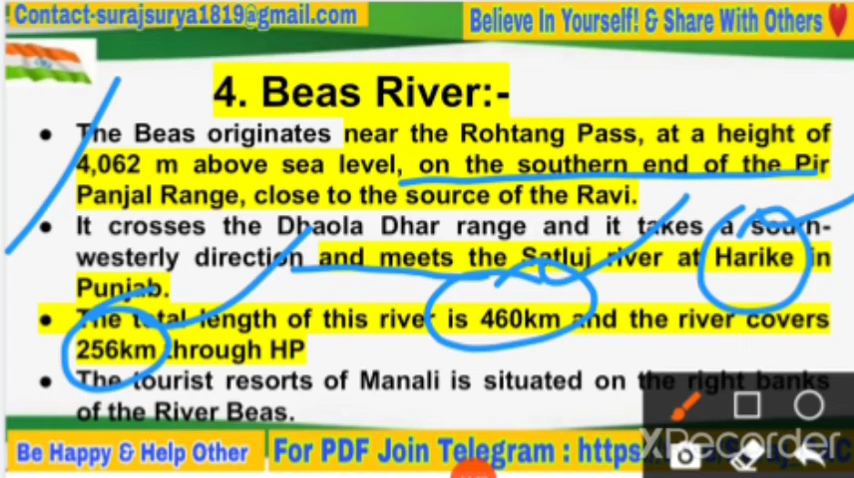 Contact-surajsurya1819@gmail.com
Believe In Yourself! & Share With Others
4. Beas River:-
● The Beas originates near the Rohtang Pass, at a height of
4,062 m above sea level, on the southern end of the Pir
Panjal Range, close to the source of the Ravi.
● It crosses the Dhaola Dhar range and it takes a south-
westerly direction and meets the Satluj river at Harike in
Punjab.
● The total length of this river is 460km and the river covers
256km through HP
● The tourist resorts of Manali is situated on the right banks
of the River Beas.
XRecorder
Be Happy & Help Other
For PDF Join Telegram : https